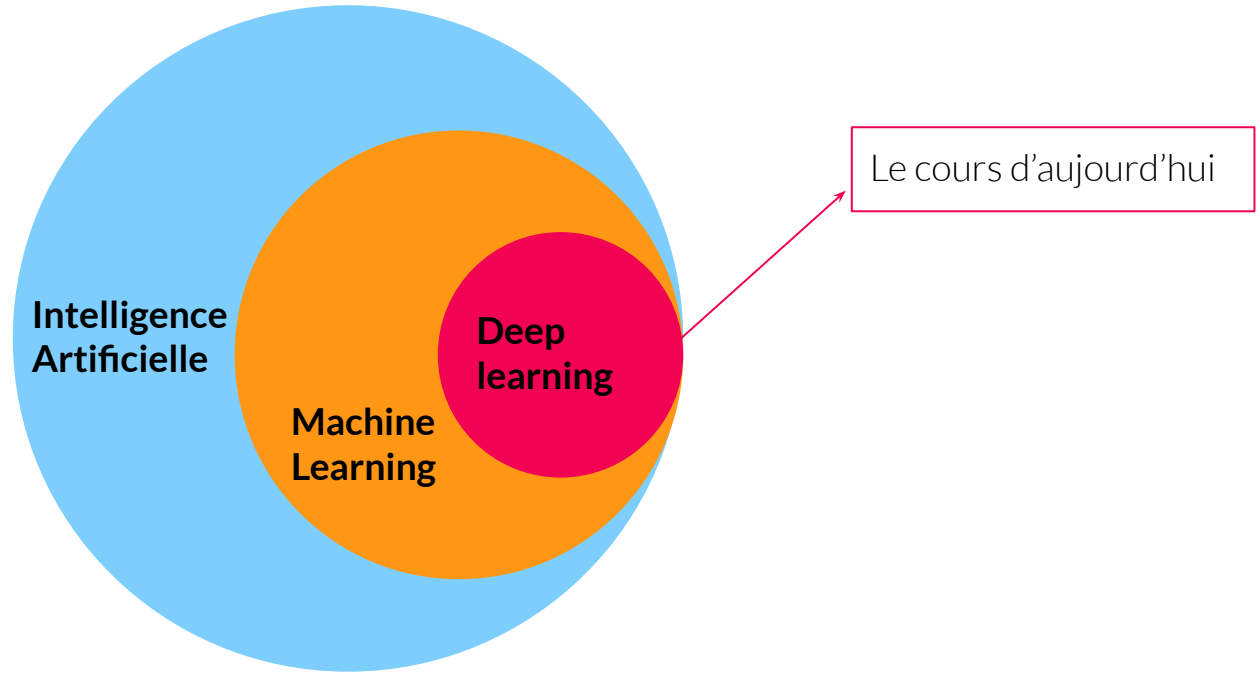 Le cours d’aujourd’hui
Intelligence
Artificielle
Deep
learning
Machine
Learning